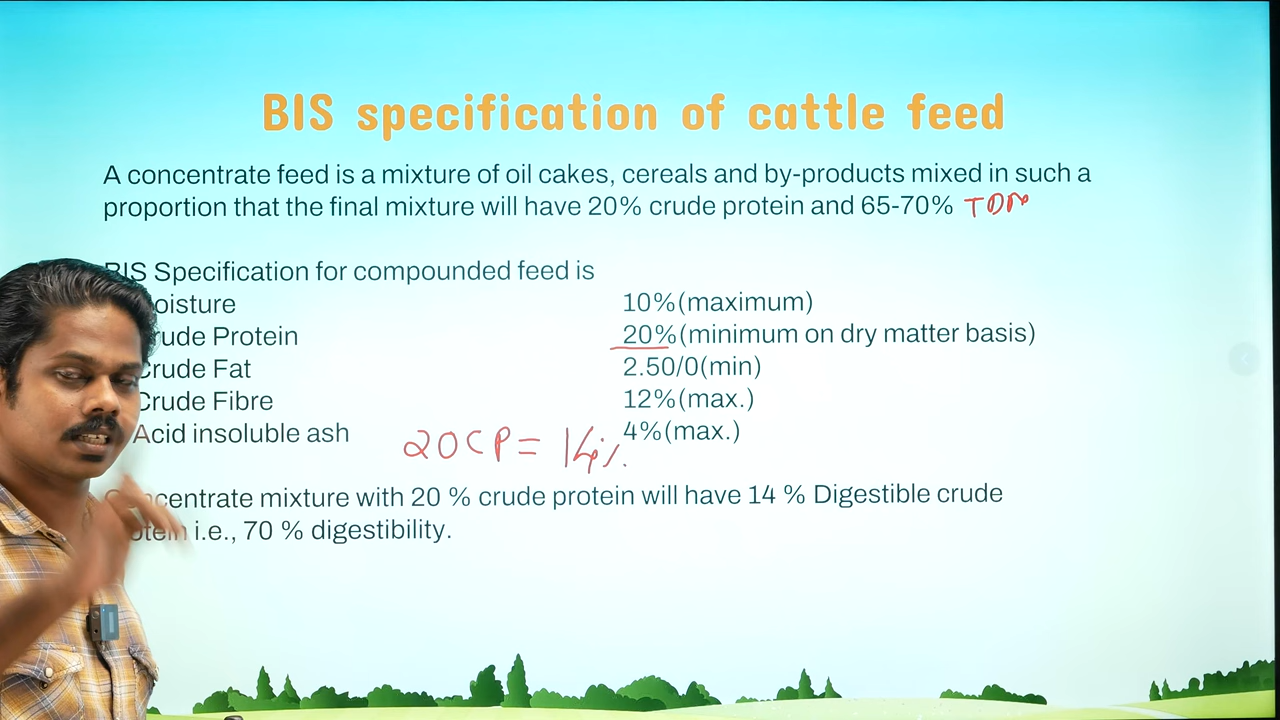 BIS specification of cattle feed
A concentrate feed is a mixture of oil cakes, cereals and by-products mixed in such a
proportion that the final mixture will have 20% crude protein and 65-70% TDN
BIS Specification for compounded feed is
oisture 10%(maximum)
rude Protein 20%(minimum on dry matter basis)
Crude Fat 2.50/0(min)
Crude Fibre 12%(max.)
Acid insoluble ash 4%(max.)
20CP= 14%.
ncentrate mixture with 20 % crude protein will have 14 % Digestible crude
otein i.e., 70 % digestibility.